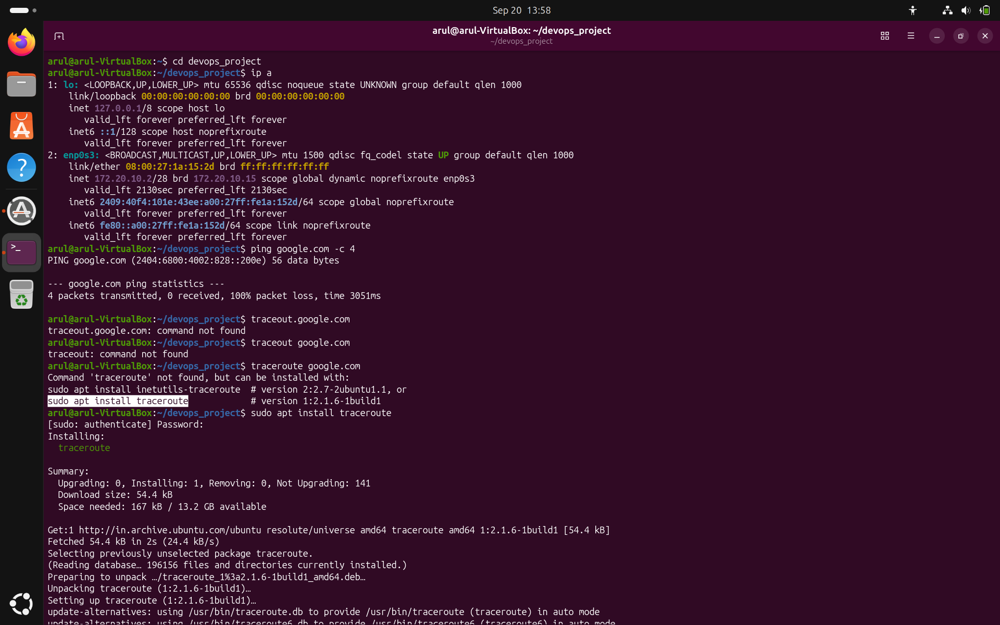 Sep 20 13:58
arul@arul-VirtualBox: ~/devops_project
~/devops_project
arul@arul-VirtualBox:~$ cd devops_project
arul@arul-VirtualBox:~/devops_project$ ip a
1: lo: <LOOPBACK,UP,LOWER_UP> mtu 65536 qdisc noqueue state UNKNOWN group default qlen 1000
    link/loopback 00:00:00:00:00:00 brd 00:00:00:00:00:00
    inet 127.0.0.1/8 scope host lo
       valid_lft forever preferred_lft forever
    inet6 ::1/128 scope host noprefixroute
       valid_lft forever preferred_lft forever
2: enp0s3: <BROADCAST,MULTICAST,UP,LOWER_UP> mtu 1500 qdisc fq_codel state UP group default qlen 1000
    link/ether 08:00:27:1a:15:2d brd ff:ff:ff:ff:ff:ff
    inet 172.20.10.2/28 brd 172.20.10.15 scope global dynamic noprefixroute enp0s3
       valid_lft 2130sec preferred_lft 2130sec
    inet6 2409:40f4:101e:43ee:a00:27ff:fe1a:152d/64 scope global noprefixroute
       valid_lft forever preferred_lft forever
    inet6 fe80::a00:27ff:fe1a:152d/64 scope link noprefixroute
       valid_lft forever preferred_lft forever
arul@arul-VirtualBox:~/devops_project$ ping google.com -c 4
PING google.com (2404:6800:4002:828::200e) 56 data bytes

--- google.com ping statistics ---
4 packets transmitted, 0 received, 100% packet loss, time 3051ms

arul@arul-VirtualBox:~/devops_project$ traceout.google.com
traceout.google.com: command not found
arul@arul-VirtualBox:~/devops_project$ traceout google.com
traceout: command not found
arul@arul-VirtualBox:~/devops_project$ traceroute google.com
Command 'traceroute' not found, but can be installed with:
sudo apt install inetutils-traceroute  # version 2:2.7-2ubuntu1.1, or
sudo apt install traceroute            # version 1:2.1.6-1build1
arul@arul-VirtualBox:~/devops_project$ sudo apt install traceroute
[sudo: authenticate] Password:
Installing:
  traceroute

Summary:
  Upgrading: 0, Installing: 1, Removing: 0, Not Upgrading: 141
  Download size: 54.4 kB
  Space needed: 167 kB / 13.2 GB available

Get:1 http://in.archive.ubuntu.com/ubuntu resolute/universe amd64 traceroute amd64 1:2.1.6-1build1 [54.4 kB]
Fetched 54.4 kB in 2s (24.4 kB/s)
Selecting previously unselected package traceroute.
(Reading database… 196156 files and directories currently installed.)
Preparing to unpack …/traceroute_1%3a2.1.6-1build1_amd64.deb…
Unpacking traceroute (1:2.1.6-1build1)…
Setting up traceroute (1:2.1.6-1build1)…
update-alternatives: using /usr/bin/traceroute.db to provide /usr/bin/traceroute (traceroute) in auto mode
update-alternatives: using /usr/bin/traceroute6.db to provide /usr/bin/traceroute6 (traceroute6) in auto mode